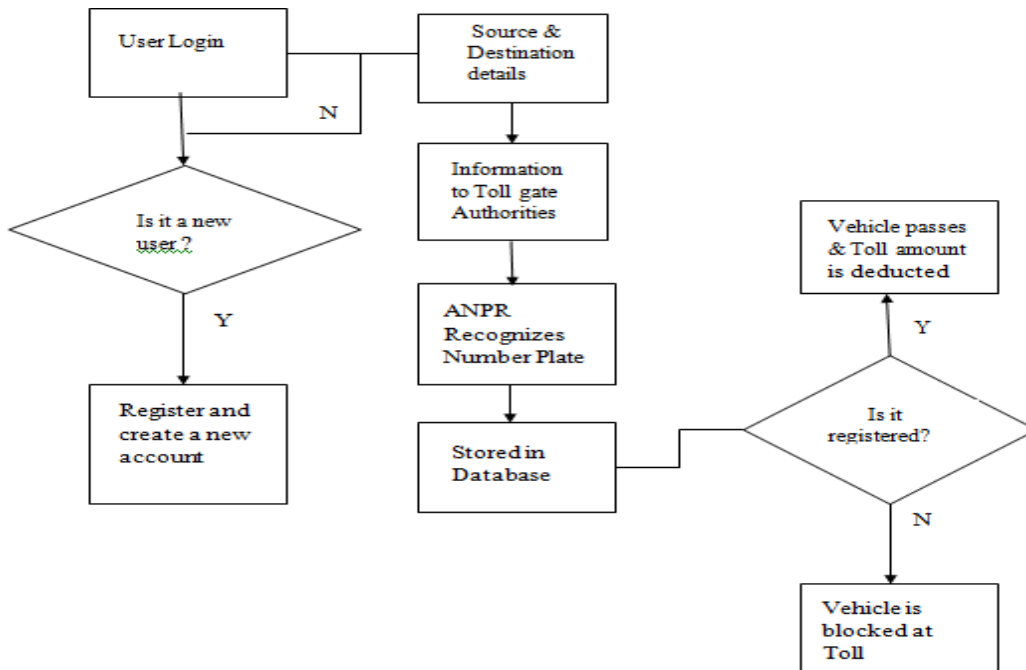 User Login
N
Is it a new
user ?
Y
Register and
create a new
account
Source &
Destination
details
Information
to Toll gate
Authorities
ANPR
Recognizes
Number Plate
Stored in
Database
Vehicle passes
& Toll amount
is deducted
Y
Is it
registered?
N
Vehicle is
blocked at
Toll